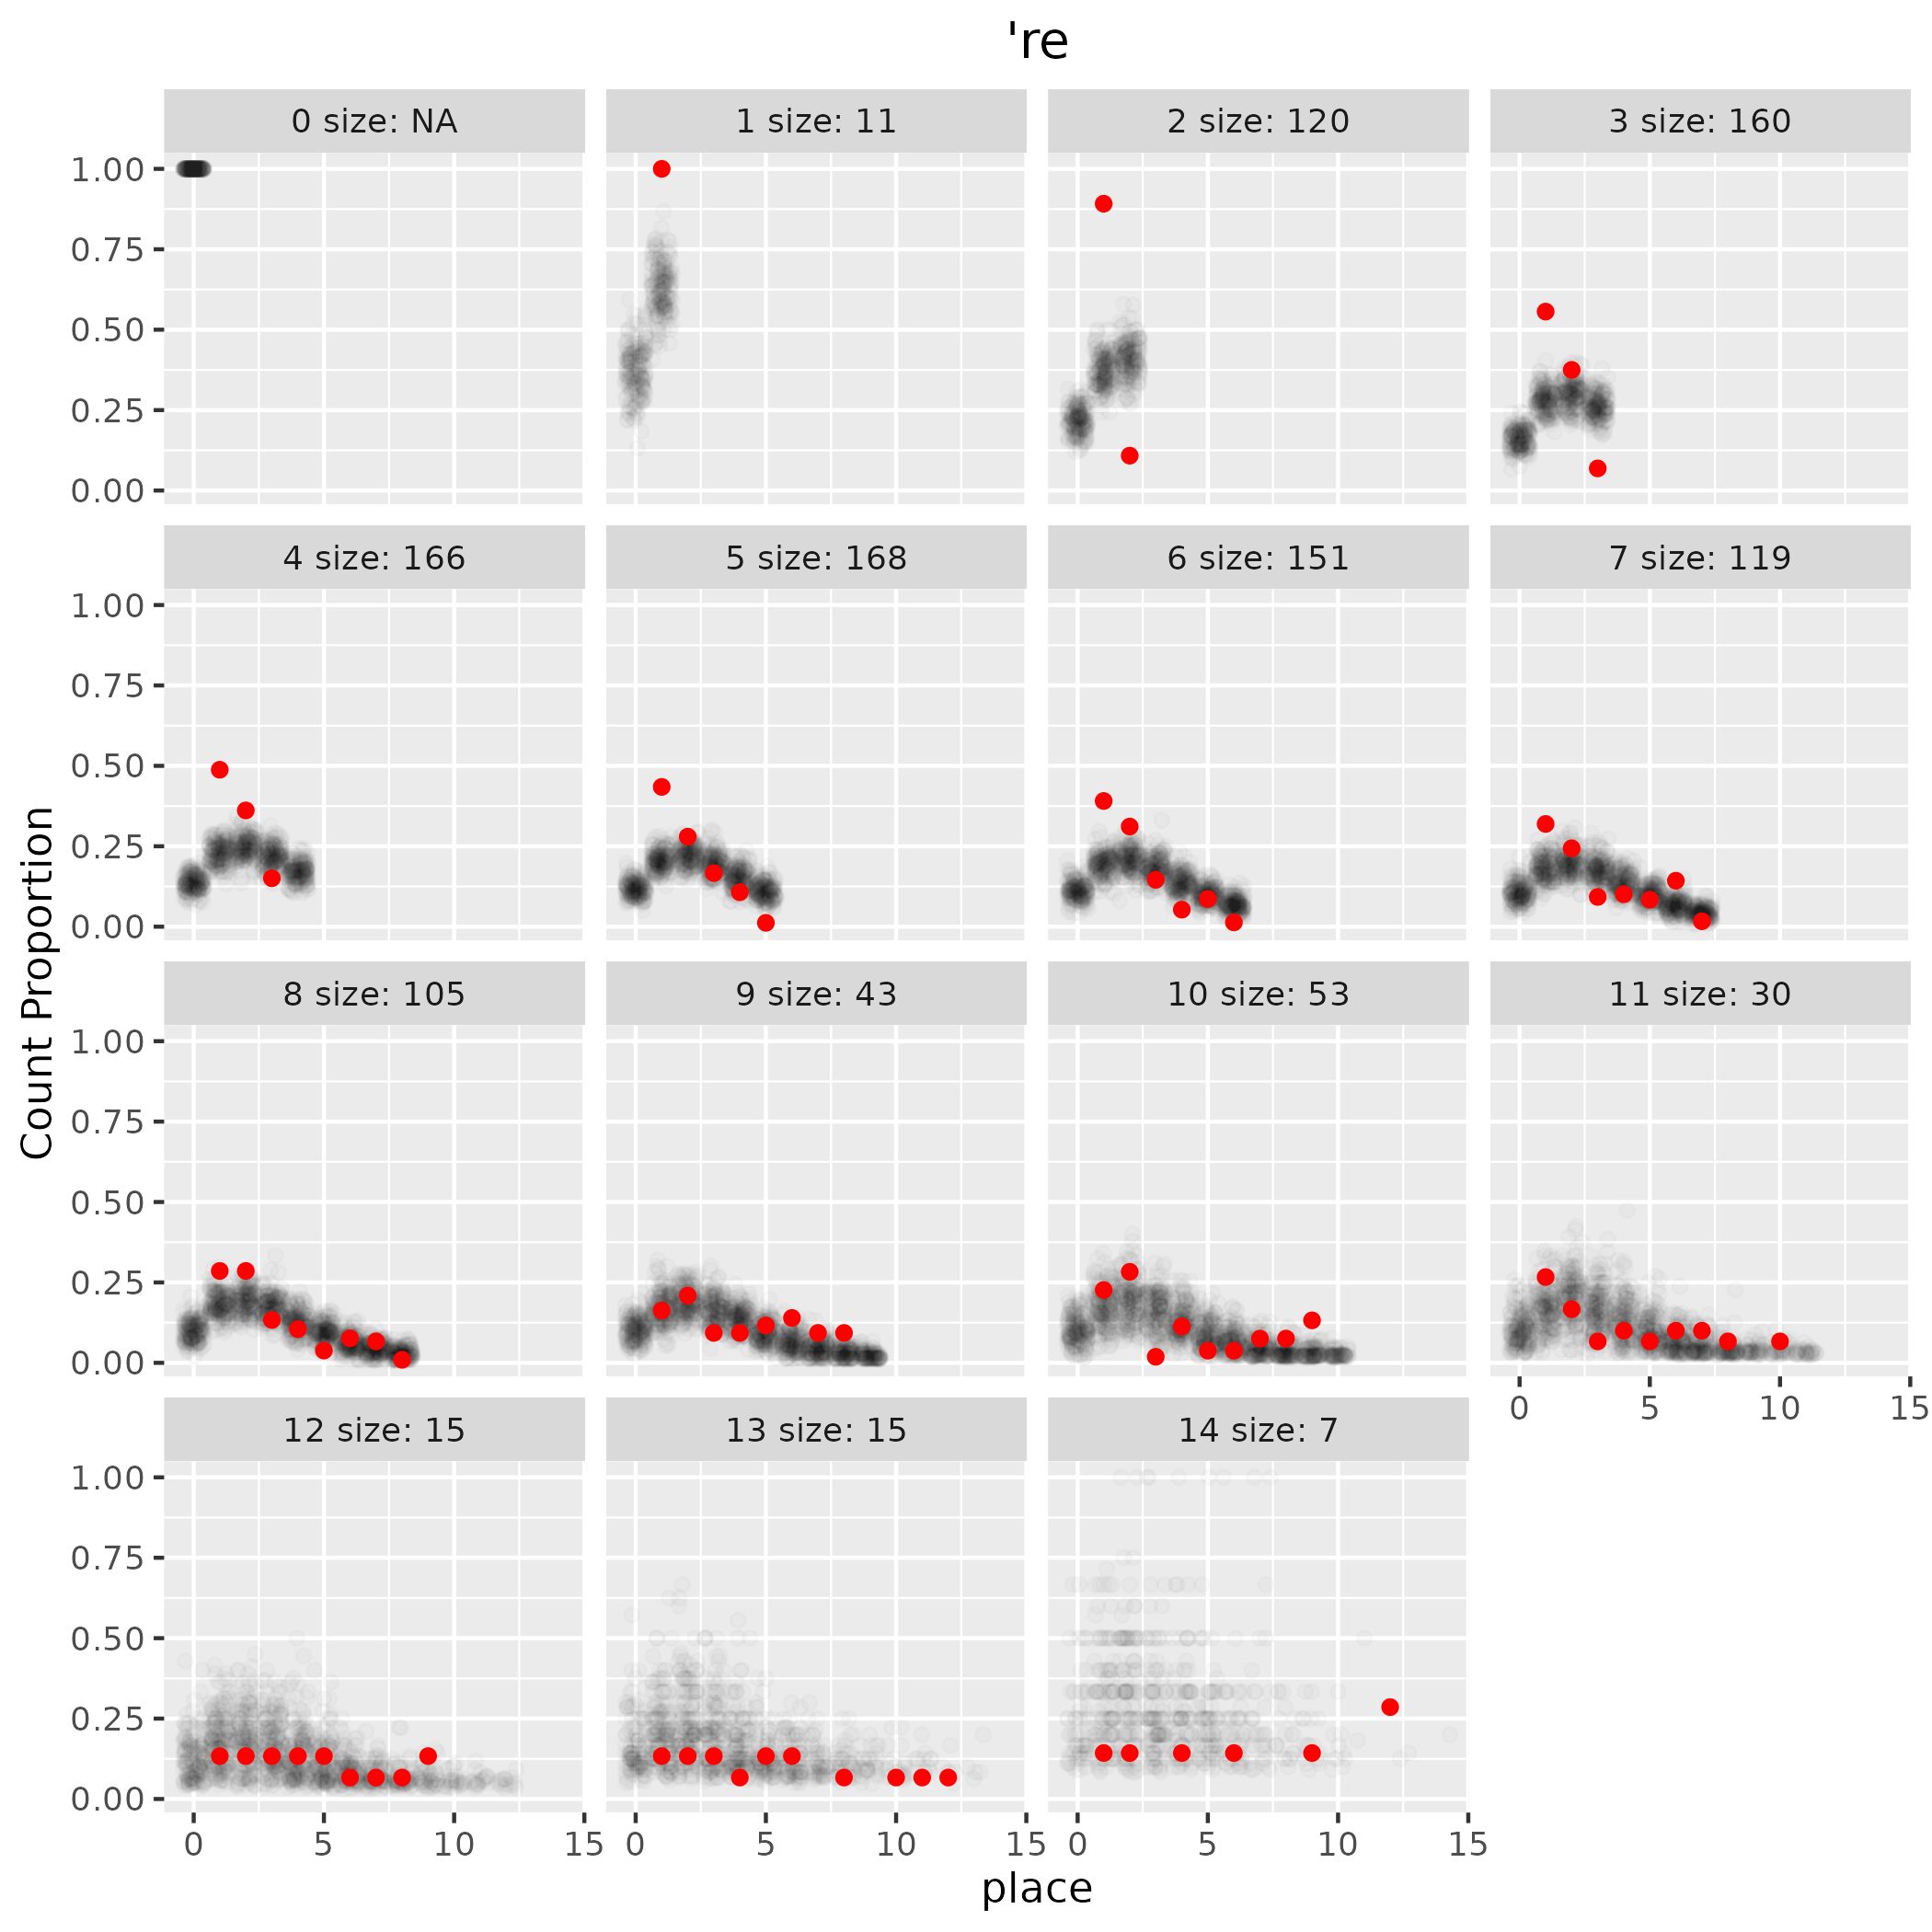 're
0 size: NA
1 size: 11
2 size: 120
3 size: 160
1.00
0.75
0.50
0.25
0.00
4 size: 166
5 size: 168
6 size: 151
7 size: 119
1.00
0.75
0.50
0.25
0.00
Count Proportion
8 size: 105
9 size: 43
10 size: 53
11 size: 30
1.00
0.75
0.50
0.25
0.00
0 5 10 15
12 size: 15
13 size: 15
14 size: 7
1.00
0.75
0.50
0.25
0.00
0 5 10 15
0 5 10 15
0 5 10 15
place